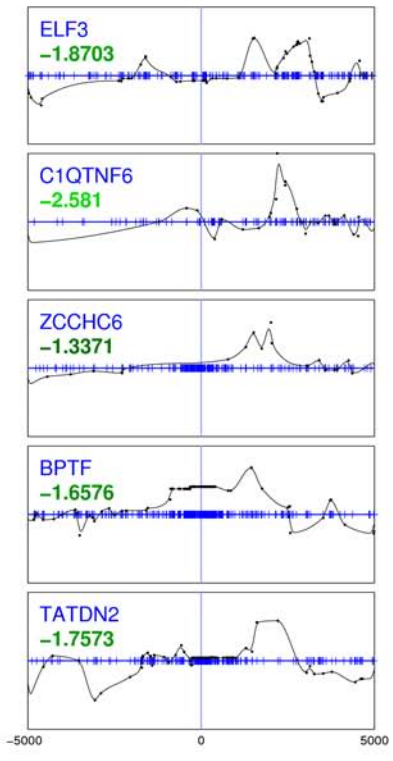 ELF3
−1.8703
C1QTNF6
−2.581
ZCCHC6
−1.3371
BPTF
−1.6576
TATDN2
−1.7573
−5000 0 5000